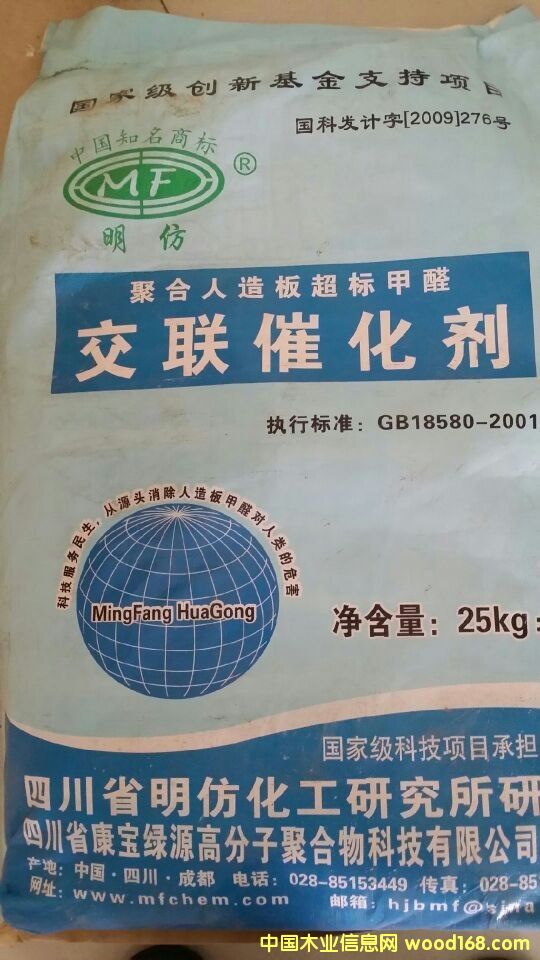 国家级创新基金支持项目
国科发计字[2009]276号
中国知名商标
MF®
明仿
聚合人造板超标甲醛
交联催化剂
执行标准：GB18580-2001
科技服务民生，从源头消除人造板甲醛对人类的危害
MingFang HuaGong
净含量：25kg
国家级科技项目承担
四川省明仿化工研究所研
四川省康宝绿源高分子聚合物科技有限公司
产地：中国·四川·成都 电话：028-85153449 传真：028-85
网址：www.mfchem.com 邮箱：hjbmf@sina
中国木业信息网 wood168.com